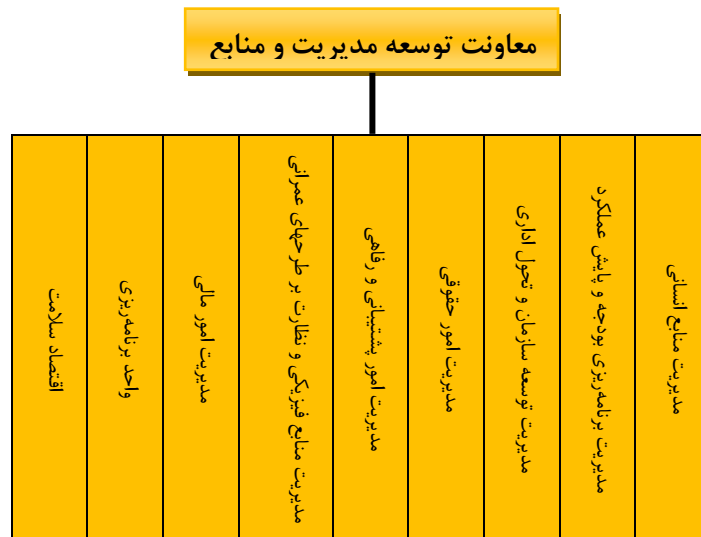 معاونت توسعه مدیریت و منابع
مدیریت منابع انسانی
مدیریت برنامه‌ریزی بودجه و پایش عملکرد
مدیریت توسعه سازمان و تحول اداری
مدیریت امور حقوقی
مدیریت امور پشتیبانی و رفاهی
مدیریت منابع فیزیکی و نظارت بر طرحهای عمرانی
مدیریت امور مالی
واحد برنامه‌ریزی
اقتصاد سلامت